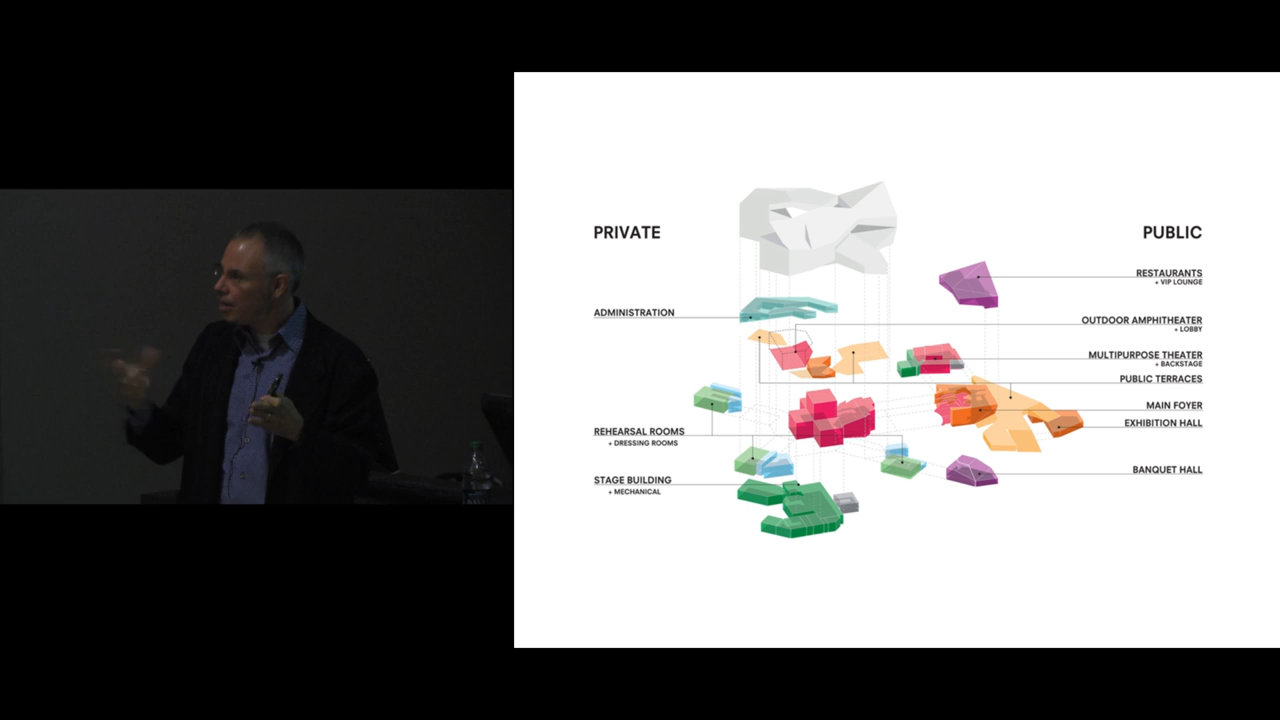 PRIVATE
PUBLIC
RESTAURANTS
+ VIP LOUNGE
ADMINISTRATION
OUTDOOR AMPHITEATER
+ LOBBY
MULTIPURPOSE THEATER
+ BACKSTAGE
PUBLIC TERRACES
MAIN FOYER
EXHIBITION HALL
REHEARSAL ROOMS
+ DRESSING ROOMS
BANQUET HALL
STAGE BUILDING
+ MECHANICAL